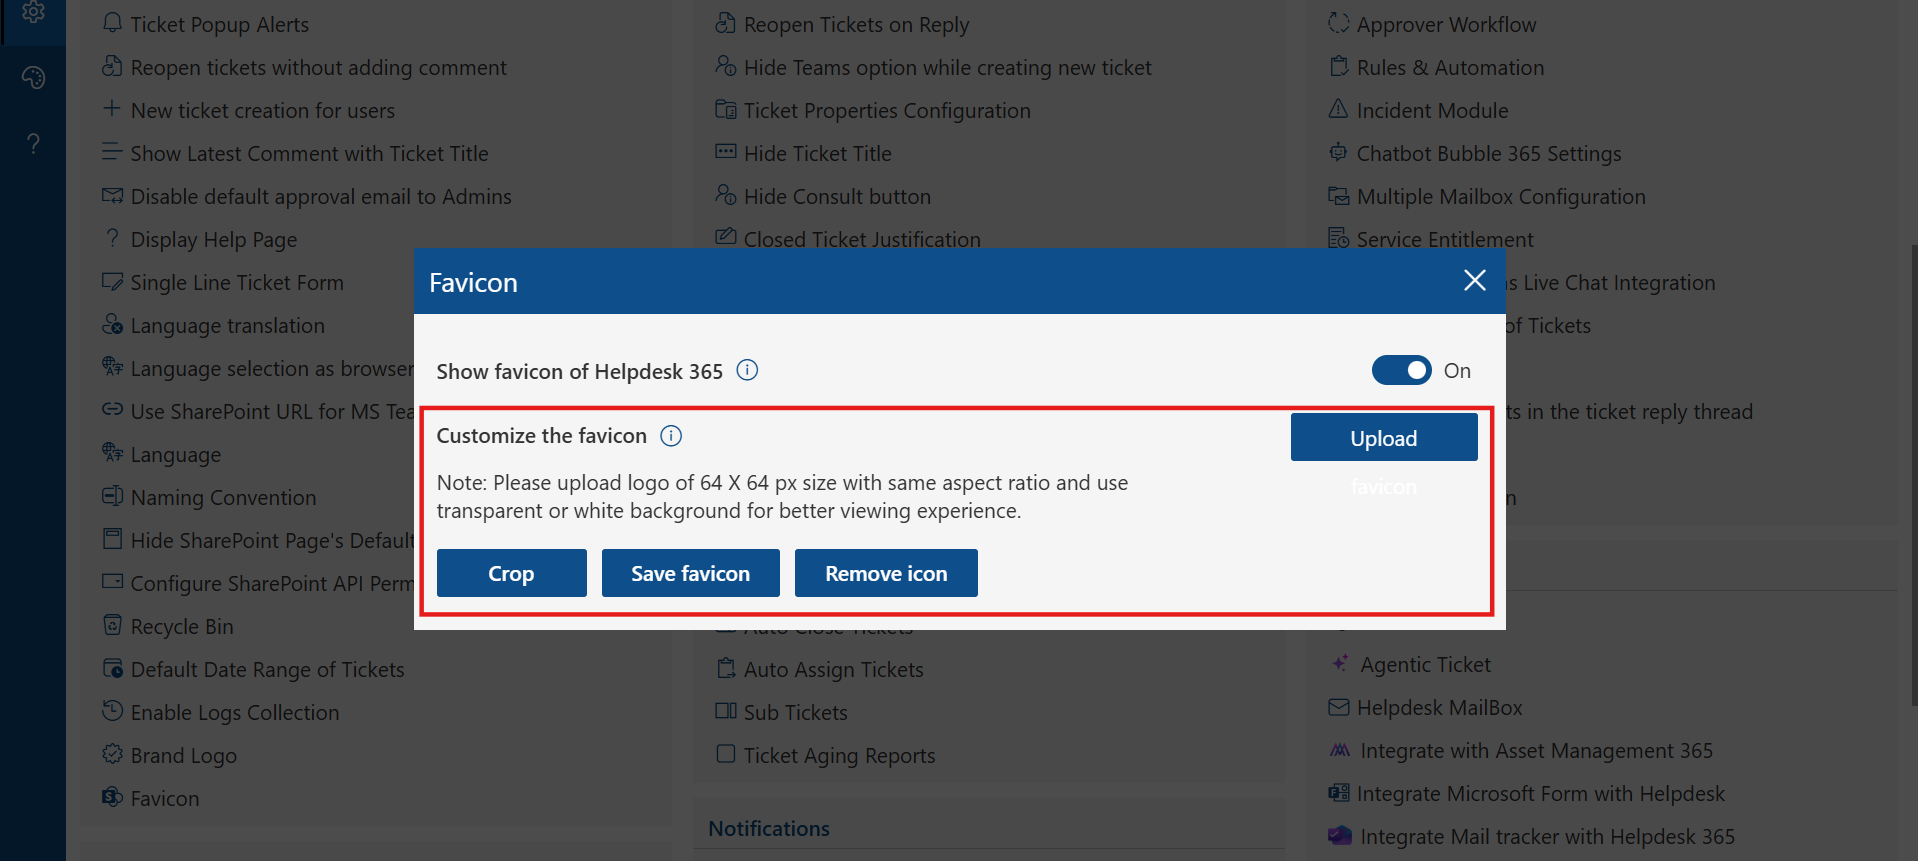 Ticket Popup Alerts
Reopen tickets without adding comment
New ticket creation for users
Show Latest Comment with Ticket Title
Disable default approval email to Admins
Display Help Page
Single Line Ticket Form
Language translation
Language selection as browser
Use SharePoint URL for MS Tea
Language
Naming Convention
Hide SharePoint Page's Default
Configure SharePoint API Perm
Recycle Bin
Default Date Range of Tickets
Enable Logs Collection
Brand Logo
Favicon
Reopen Tickets on Reply
Hide Teams option while creating new ticket
Ticket Properties Configuration
Hide Ticket Title
Hide Consult button
Closed Ticket Justification
Favicon
Show favicon of Helpdesk 365
On
Customize the favicon
Upload
favicon
Note: Please upload logo of 64 X 64 px size with same aspect ratio and use
transparent or white background for better viewing experience.
Crop
Save favicon
Remove icon
Auto Close Tickets
Auto Assign Tickets
Sub Tickets
Ticket Aging Reports
Notifications
Approver Workflow
Rules & Automation
Incident Module
Chatbot Bubble 365 Settings
Multiple Mailbox Configuration
Service Entitlement
s Live Chat Integration
of Tickets
ts in the ticket reply thread
n
Agentic Ticket
Helpdesk MailBox
Integrate with Asset Management 365
Integrate Microsoft Form with Helpdesk
Integrate Mail tracker with Helpdesk 365